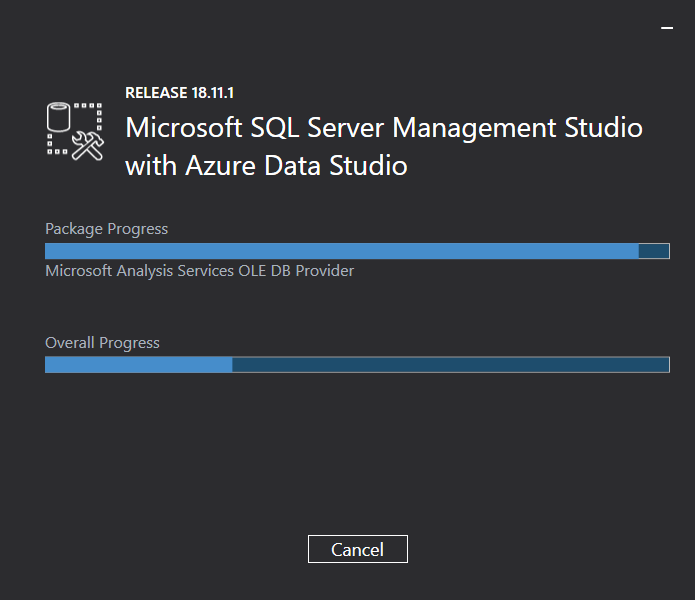 RELEASE 18.11.1
Microsoft SQL Server Management Studio
with Azure Data Studio
Package Progress
Microsoft Analysis Services OLE DB Provider
Overall Progress
Cancel